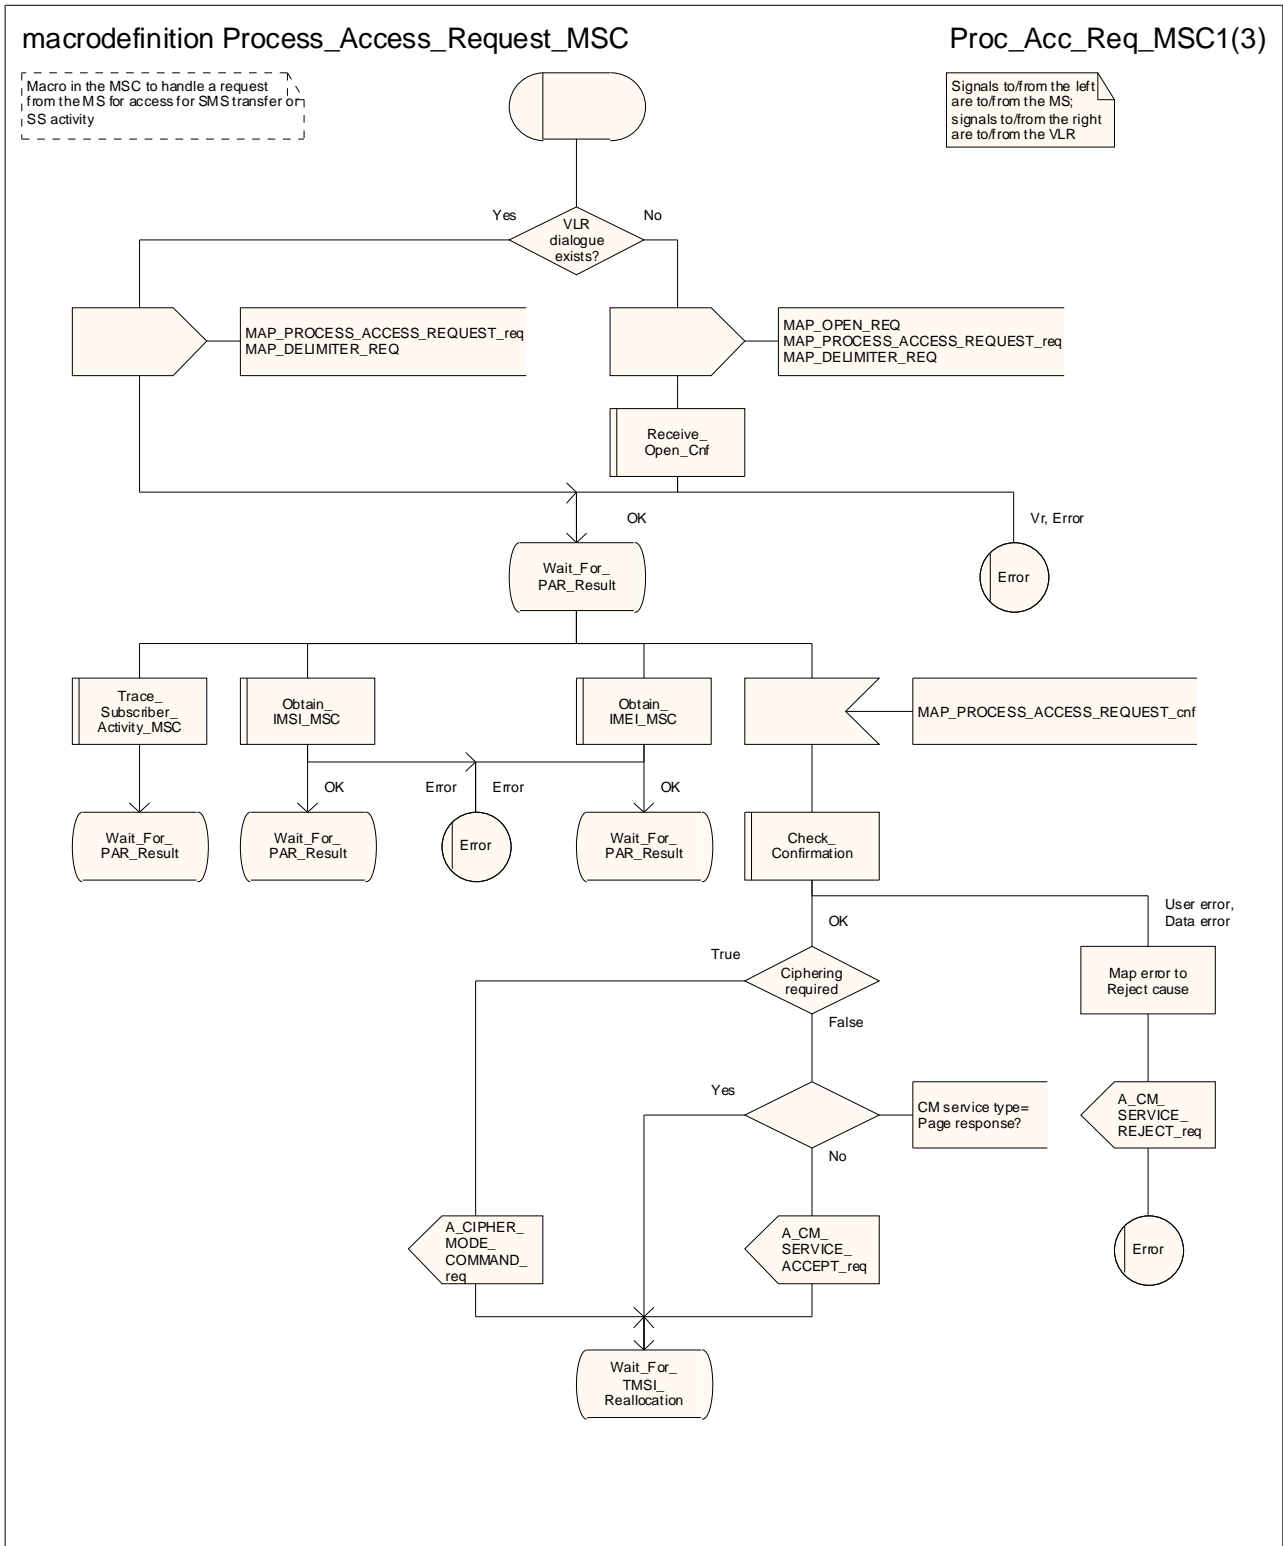 macrodefinition Process_Access_Request_MSC
Proc_Acc_Req_MSC1(3)
Macro in the MSC to handle a request
from the MS for access for SMS transfer or
SS activity
Signals to/from the left
are to/from the MS;
signals to/from the right
are to/from the VLR
Yes
No
VLR
dialogue
exists?
MAP_PROCESS_ACCESS_REQUEST_req
MAP_DELIMITER_REQ
MAP_OPEN_REQ
MAP_PROCESS_ACCESS_REQUEST_req
MAP_DELIMITER_REQ
Receive_
Open_Cnf
OK
Vr, Error
Wait_For_
PAR_Result
Error
Trace_
Subscriber_
Activity_MSC
Obtain_
IMSI_MSC
Obtain_
IMEI_MSC
MAP_PROCESS_ACCESS_REQUEST_cnf
OK
Error
Error
OK
Wait_For_
PAR_Result
Wait_For_
PAR_Result
Error
Wait_For_
PAR_Result
Check_
Confirmation
User error,
Data error
OK
True
Ciphering
required
Map error to
Reject cause
False
Yes
CM service type=
Page response?
A_CM_
SERVICE_
REJECT_req
No
A_CIPHER_
MODE_
COMMAND_
req
A_CM_
SERVICE_
ACCEPT_req
Error
Wait_For_
TMSI_
Reallocation